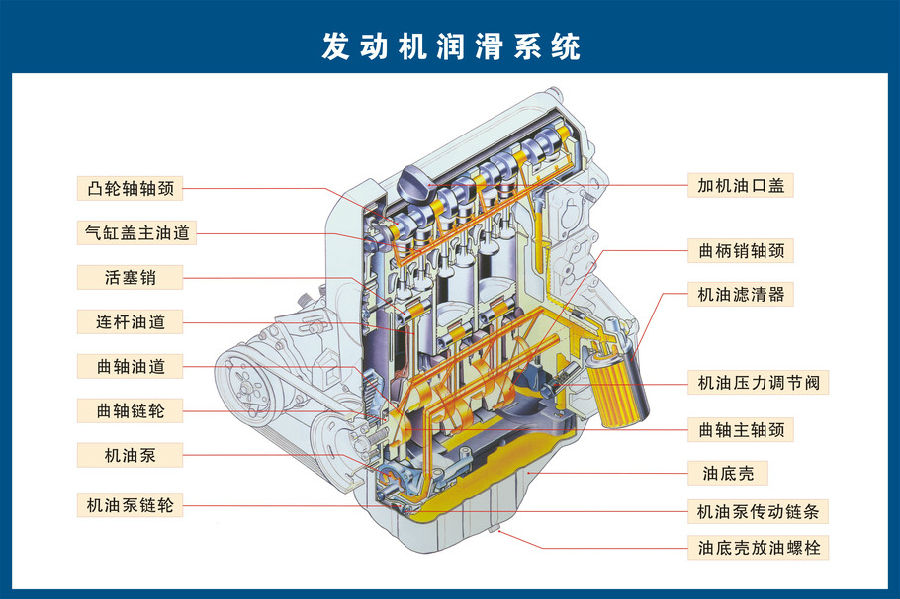 发动机润滑系统
凸轮轴轴颈
气缸盖主油道
活塞销
连杆油道
曲轴油道
曲轴链轮
机油泵
机油泵链轮
加机油口盖
曲柄销轴颈
机油滤清器
机油压力调节阀
曲轴主轴颈
油底壳
机油泵传动链条
油底壳放油螺栓